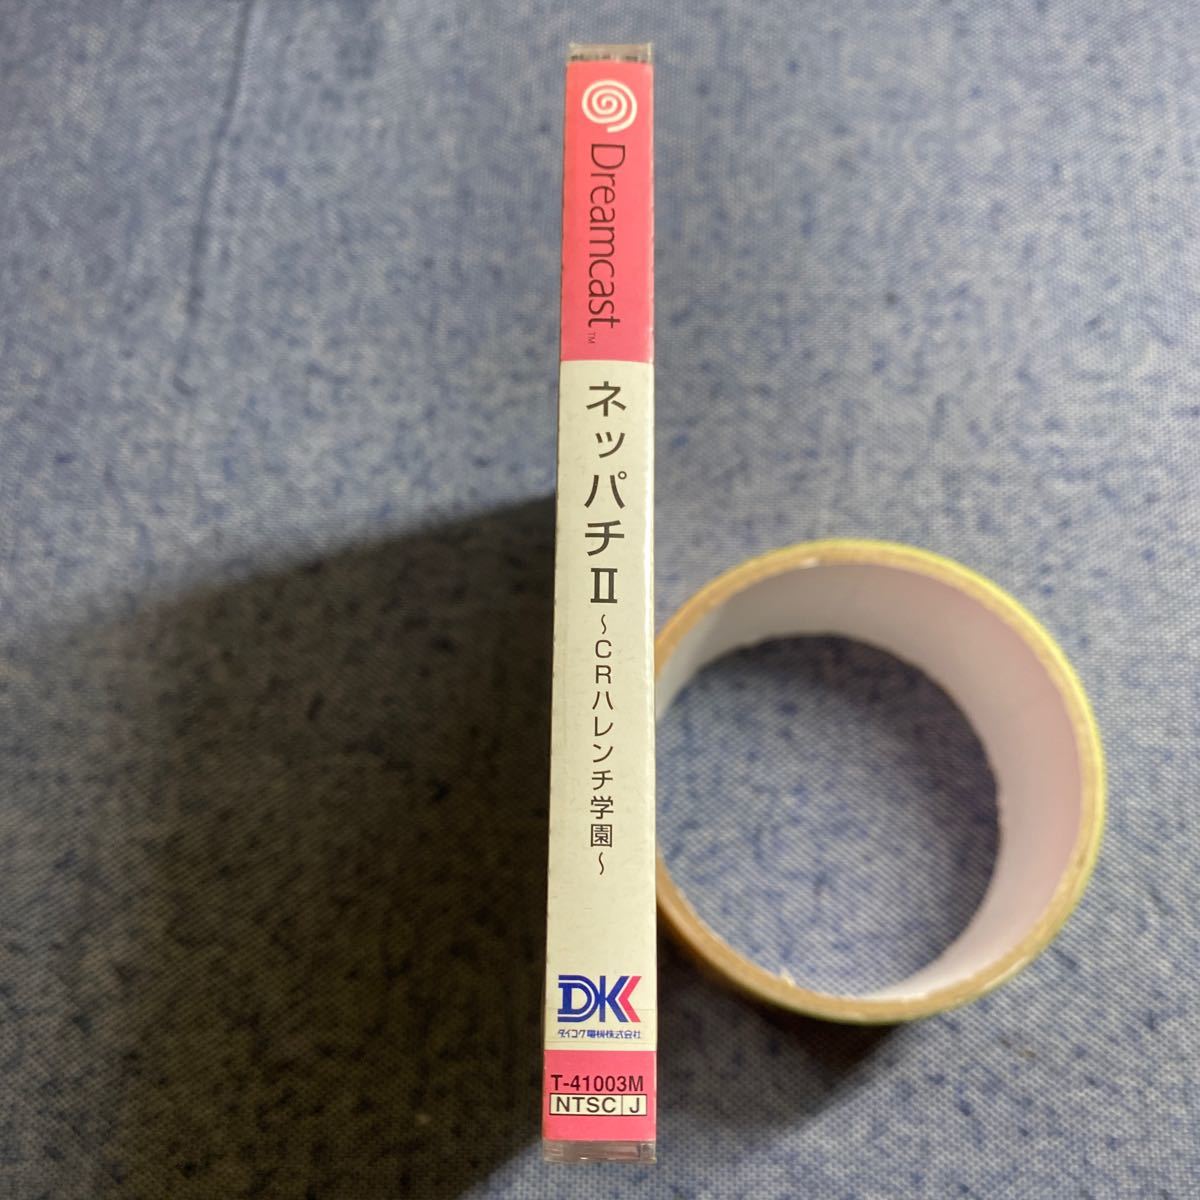 Dreamcast™
ネッパチⅡ
～CRハレンチ学園～
DK
ダイコク電機株式会社
T-41003M
NTSC J